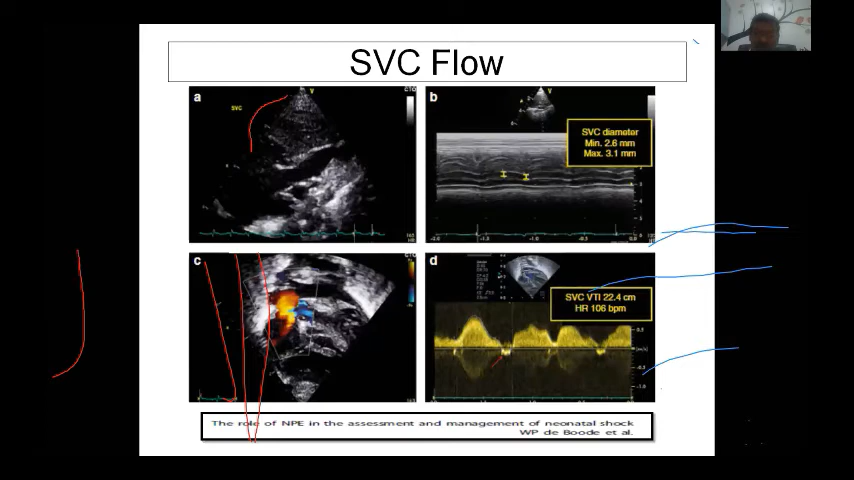 SVC Flow
a
SVC
V
b
V
SVC diameter
Min. 2.6 mm
Max. 3.1 mm
c
d
SVC VTI 22.4 cm
HR 106 bpm
The role of NPE in the assessment and management of neonatal shock
WP de Boode et al.